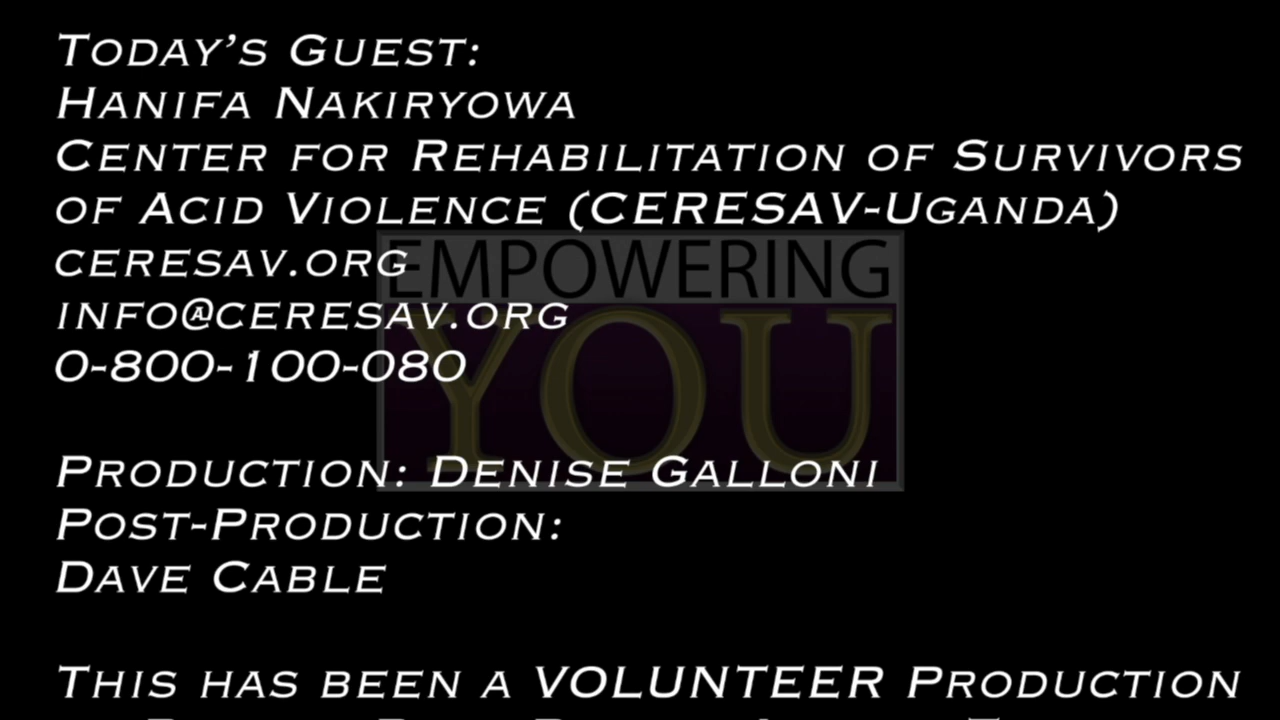 Today's Guest:
Hanifa Nakiryowa
Center for Rehabilitation of Survivors
of Acid Violence (CERESAV-Uganda)
ceresav.org
info@ceresav.org
0-800-100-080
EMPOWERING
YOU
Production: Denise Galloni
Post-Production:
Dave Cable
This has been a VOLUNTEER Production